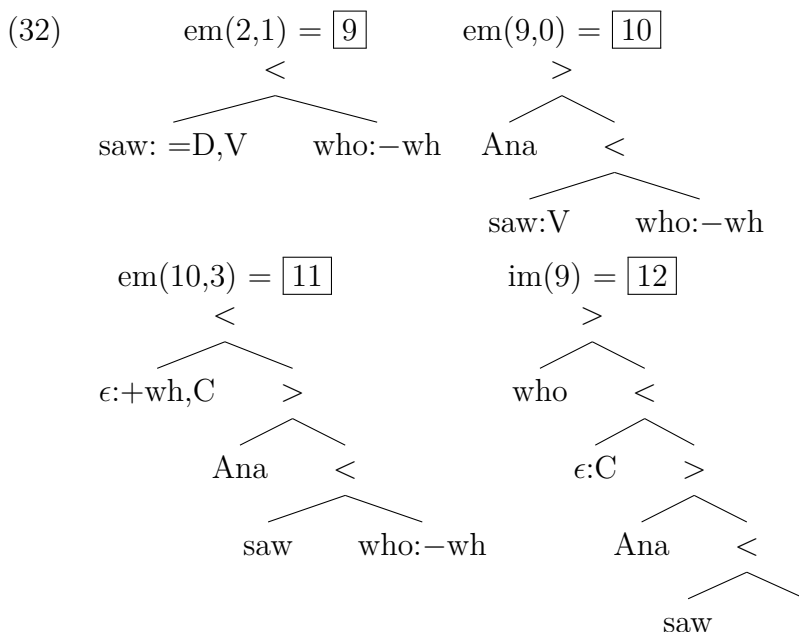 (32) em(2,1) = 9 em(9,0) = 10
< >
saw: =D,V who:−wh Ana <
saw:V who:−wh
em(10,3) = 11 im(9) = 12
< >
ϵ:+wh,C > who <
Ana < ϵ:C >
saw who:−wh Ana <
saw